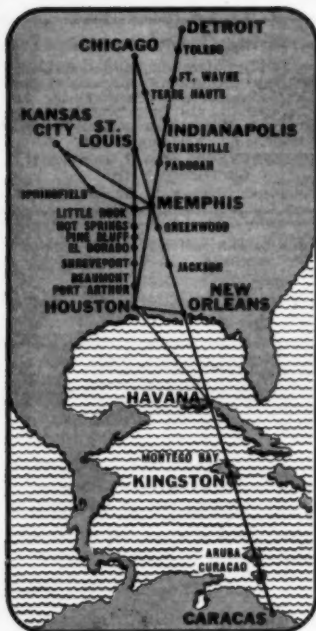 DETROIT
TOLEDO
CHICAGO
FT. WAYNE
TERRE HAUTE
KANSAS
CITY
ST.
LOUIS
INDIANAPOLIS
EVANSVILLE
PADUCAH
SPRINGFIELD
MEMPHIS
LITTLE ROCK
HOT SPRINGS
PINE BLUFF
EL DORADO
GREENWOOD
SHREVEPORT
JACKSON
BEAUMONT
PORT ARTHUR
HOUSTON
NEW
ORLEANS
HAVANA
MONTEGO BAY
KINGSTON
ARUBA
CURACAO
CARACAS